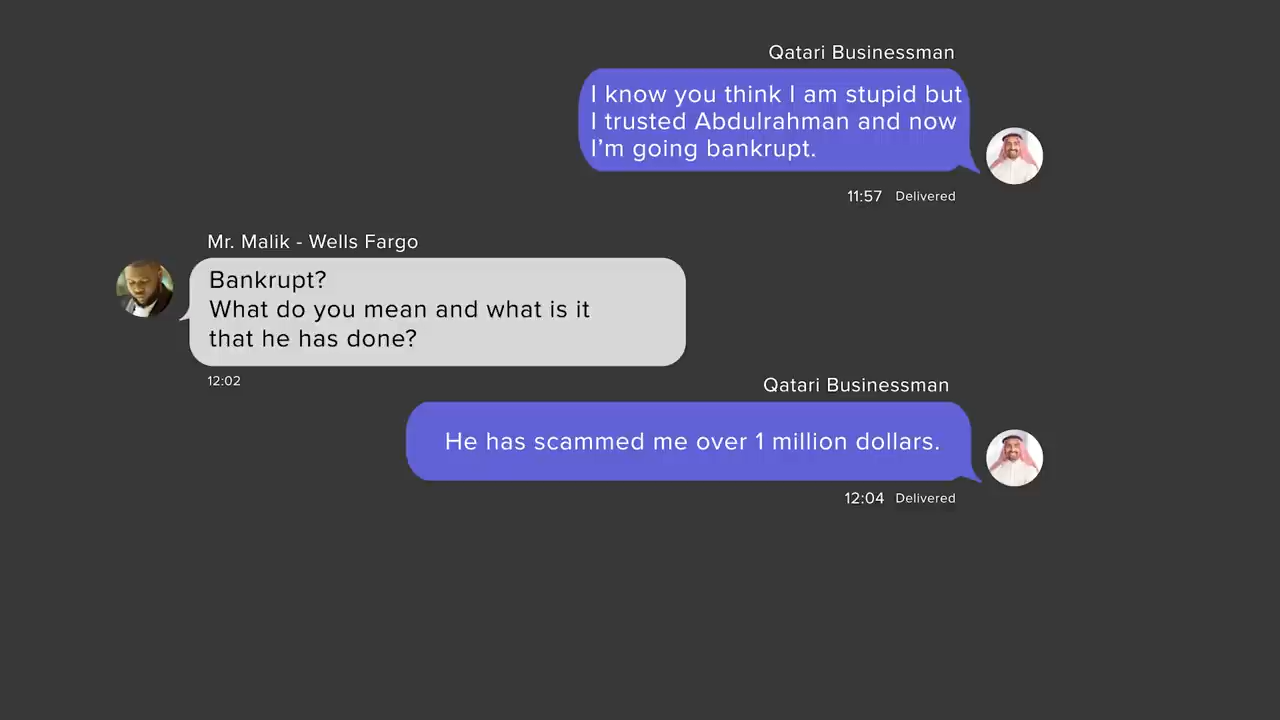 Qatari Businessman
I know you think I am stupid but
I trusted Abdulrahman and now
I’m going bankrupt.
11:57 Delivered
Mr. Malik - Wells Fargo
Bankrupt?
What do you mean and what is it
that he has done?
12:02
Qatari Businessman
He has scammed me over 1 million dollars.
12:04 Delivered